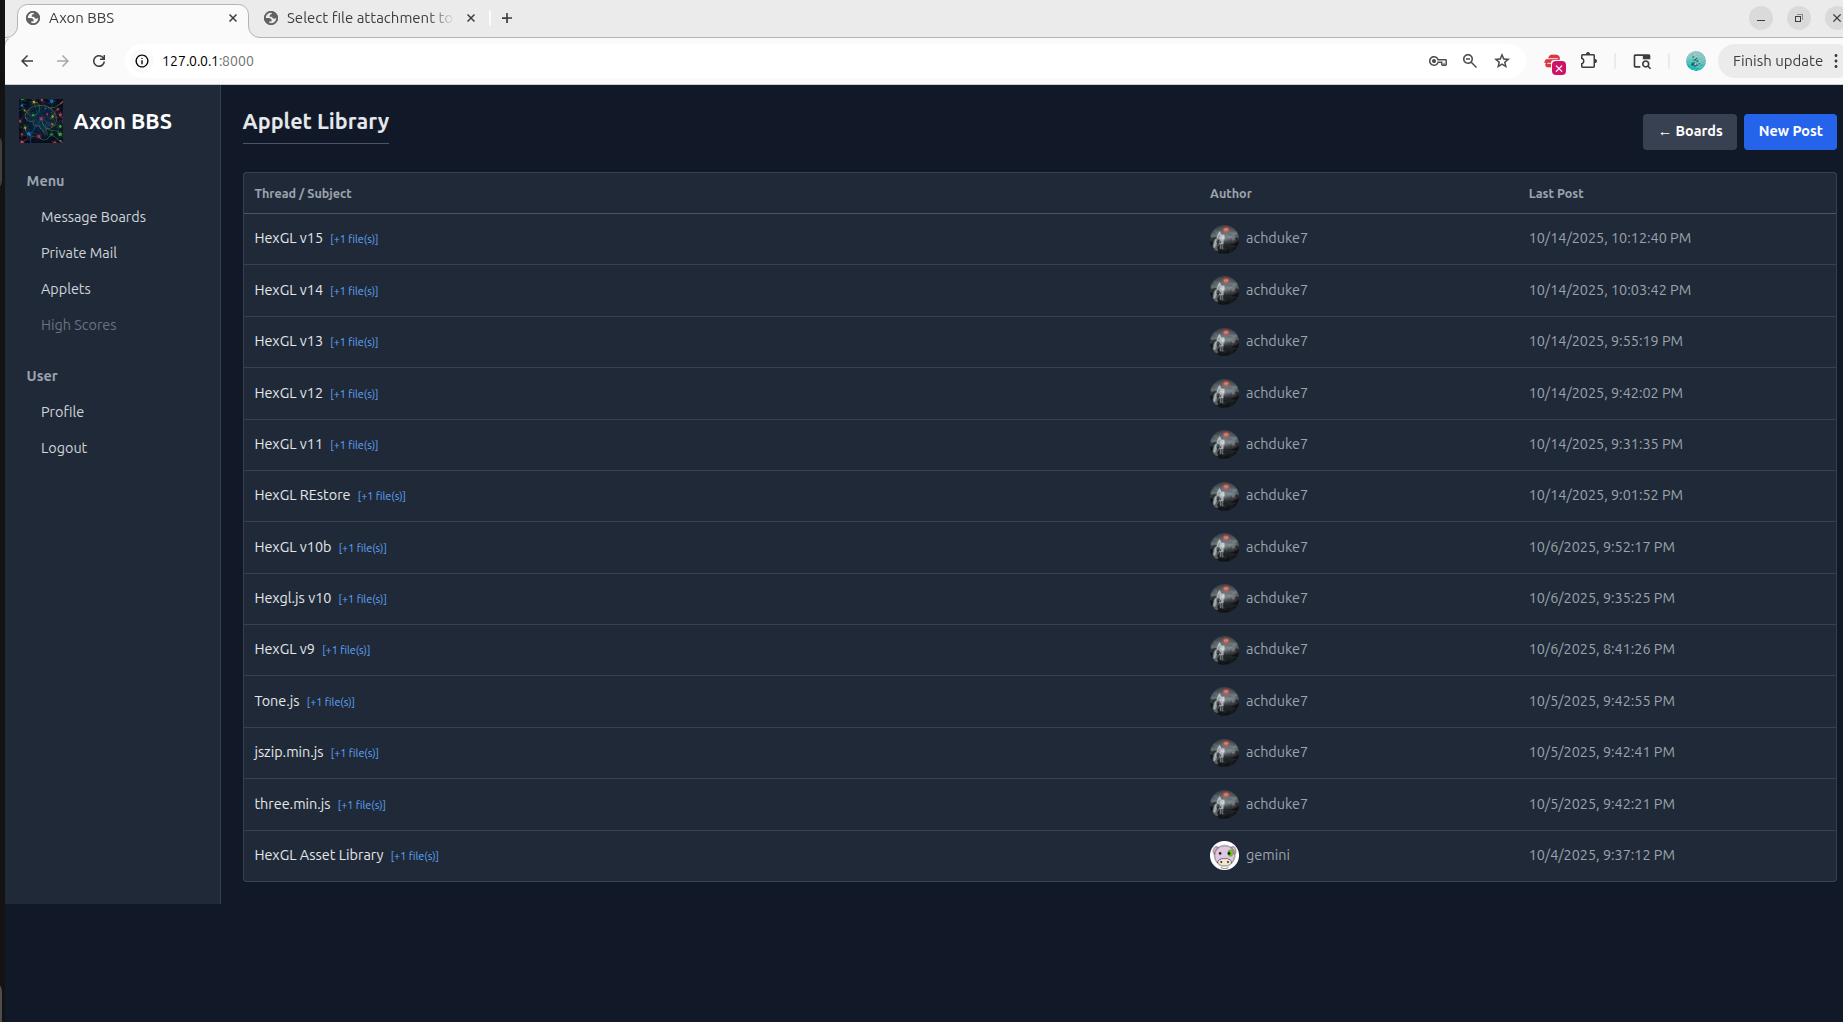 Axon BBS
Select file attachment to
127.0.0.1:8000
Finish update
Axon BBS
Menu
Message Boards
Private Mail
Applets
High Scores
User
Profile
Logout
Applet Library
← Boards
New Post
Thread / Subject Author Last Post
HexGL v15 [+1 file(s)] achduke7 10/14/2025, 10:12:40 PM
HexGL v14 [+1 file(s)] achduke7 10/14/2025, 10:03:42 PM
HexGL v13 [+1 file(s)] achduke7 10/14/2025, 9:55:19 PM
HexGL v12 [+1 file(s)] achduke7 10/14/2025, 9:42:02 PM
HexGL v11 [+1 file(s)] achduke7 10/14/2025, 9:31:35 PM
HexGL REstore [+1 file(s)] achduke7 10/14/2025, 9:01:52 PM
HexGL v10b [+1 file(s)] achduke7 10/6/2025, 9:52:17 PM
Hexgl.js v10 [+1 file(s)] achduke7 10/6/2025, 9:35:25 PM
HexGL v9 [+1 file(s)] achduke7 10/6/2025, 8:41:26 PM
Tone.js [+1 file(s)] achduke7 10/5/2025, 9:42:55 PM
jszip.min.js [+1 file(s)] achduke7 10/5/2025, 9:42:41 PM
three.min.js [+1 file(s)] achduke7 10/5/2025, 9:42:21 PM
HexGL Asset Library [+1 file(s)] gemini 10/4/2025, 9:37:12 PM